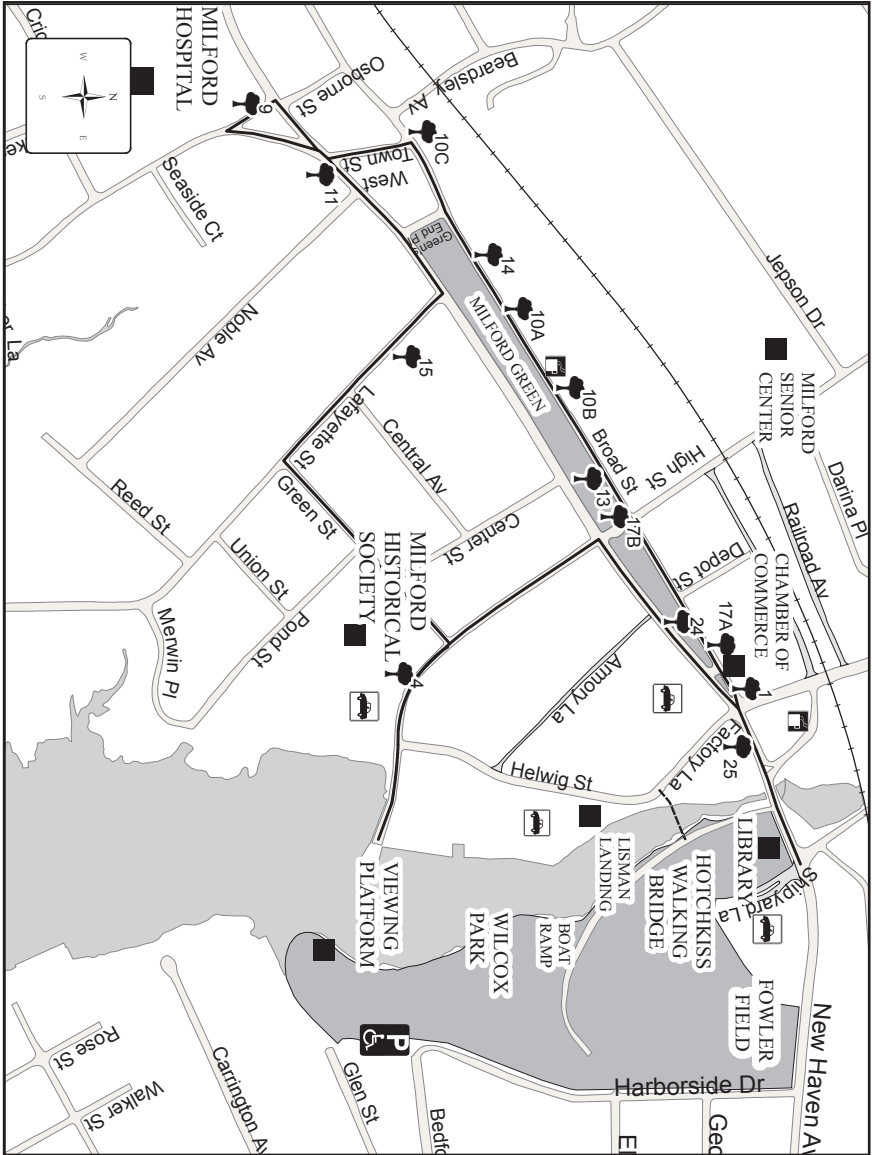 Jepson Dr
Darina Pl
Railroad Av
MILFORD
SENIOR
CENTER
High St
Depot St
CHAMBER OF
COMMERCE
17A
1
25
24
Beardsley Av
Osborne St
10C
West
Town St
Green
End P
14
10A
10B
Broad St
13
17B
MILFORD GREEN
Factory La
LIBRARY
Shipyard La
FOWLER
FIELD
New Haven Av
HOTCHKISS
WALKING
BRIDGE
LISMAN
LANDING
BOAT
RAMP
WILCOX
PARK
Harborside Dr
Geo
El
Armory La
Helwig St
Center St
Central Av
Lafayette St
15
MILFORD
HISTORICAL
SOCIETY
4
VIEWING
PLATFORM
P
Bedfo
Glen St
Carrington Av
Walker St
Rose St
Green St
Union St
Pond St
Reed St
Merwin Pl
Noble Av
Seaside Ct
11
9
MILFORD
HOSPITAL
N
W
E
S